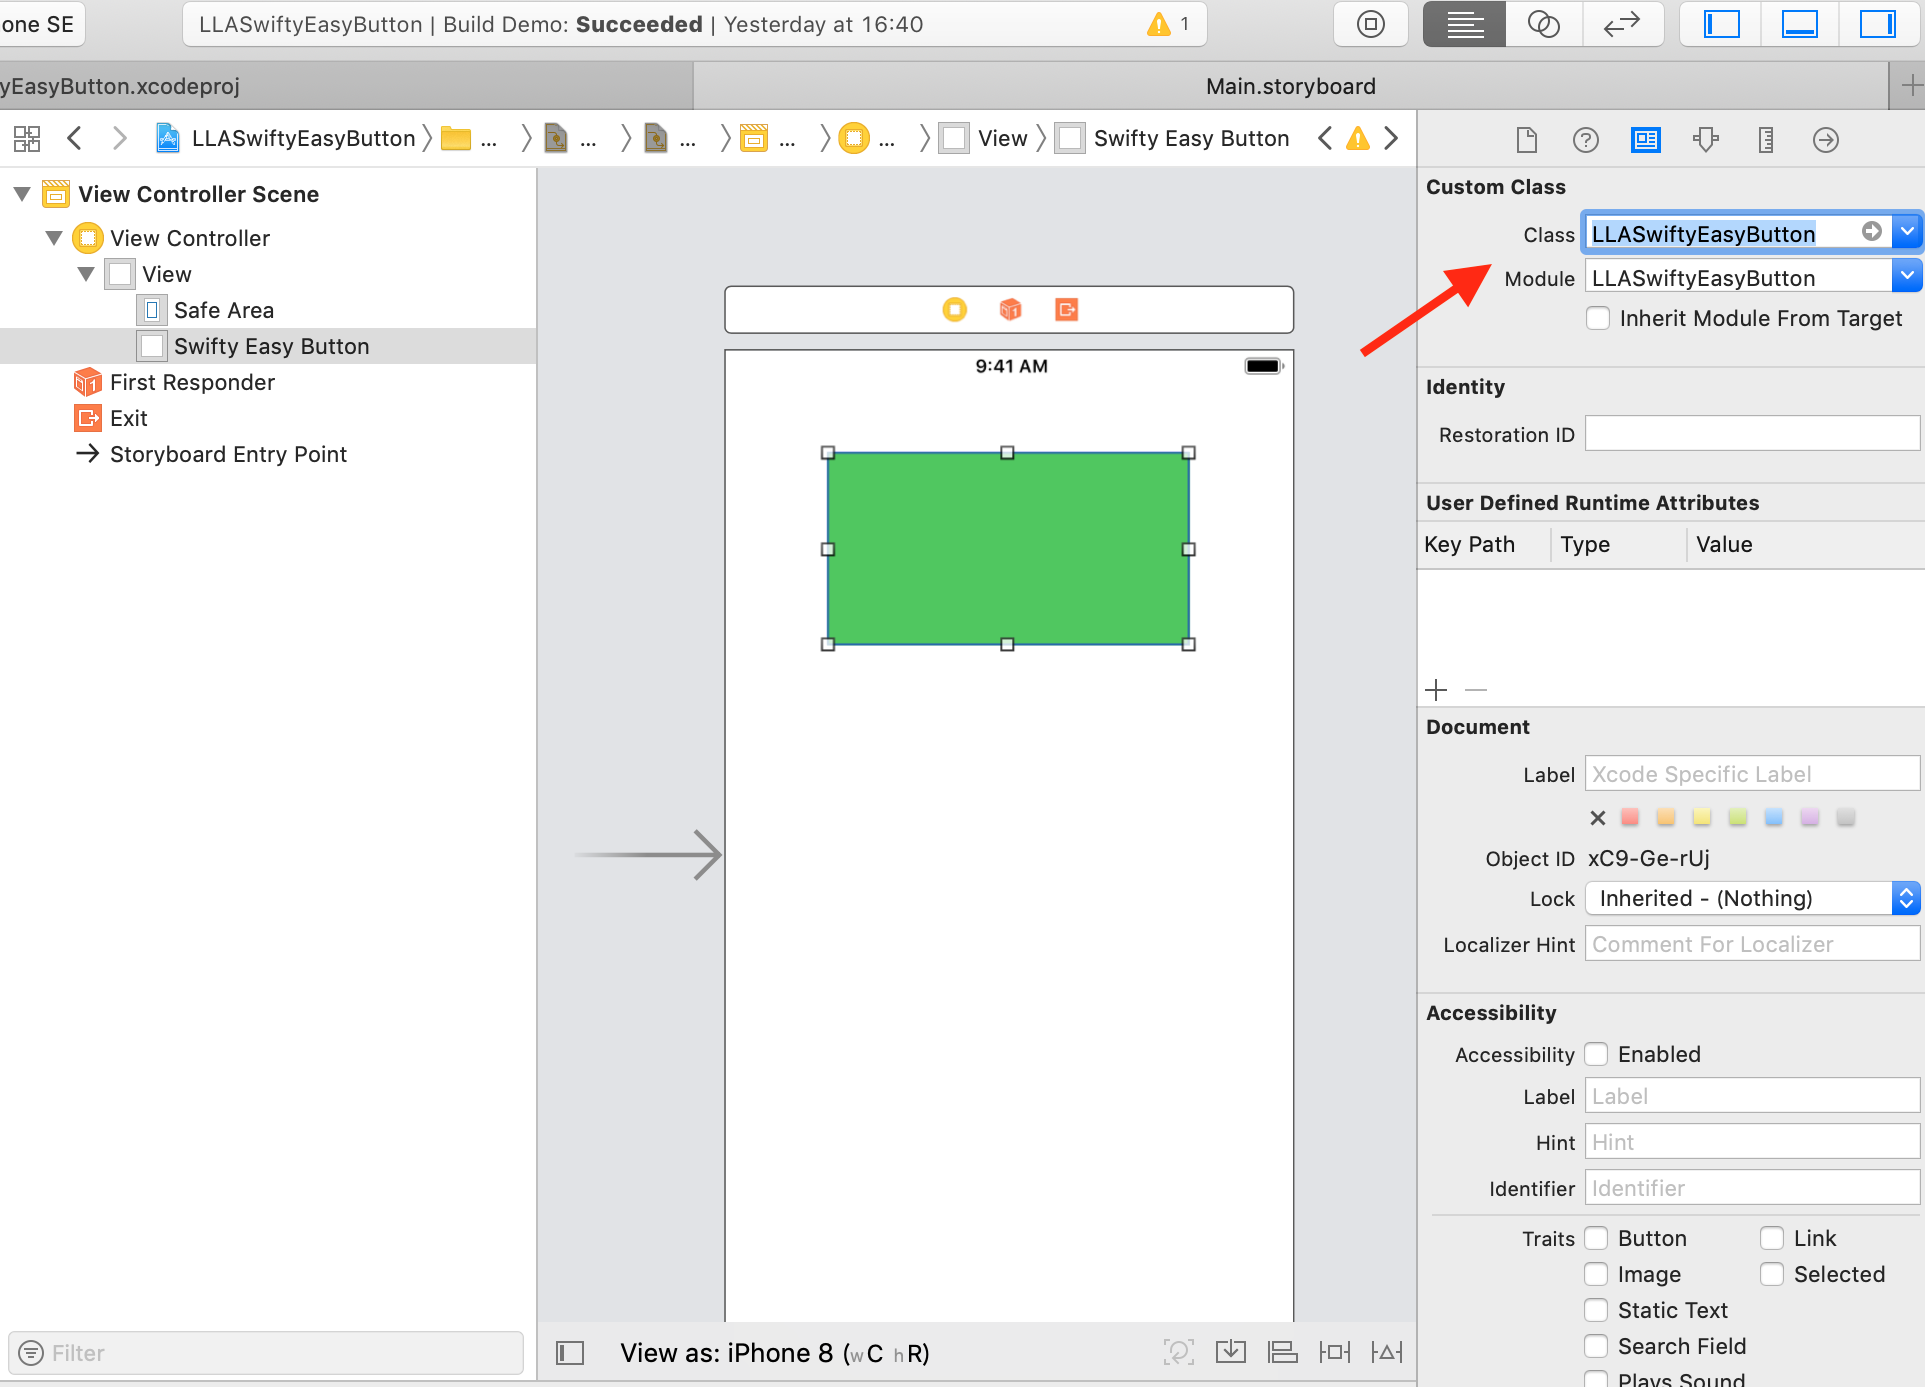 one SE
LLASwiftyEasyButton | Build Demo: Succeeded | Yesterday at 16:40
1
yEasyButton.xcodeproj
Main.storyboard
LLASwiftyEasyButton
...
...
...
...
...
View
Swifty Easy Button
View Controller Scene
View Controller
View
Safe Area
Swifty Easy Button
First Responder
Exit
Storyboard Entry Point
Filter
9:41 AM
View as: iPhone 8 (wC hR)
Custom Class
Class LLASwiftyEasyButton
Module LLASwiftyEasyButton
Inherit Module From Target
Identity
Restoration ID
User Defined Runtime Attributes
Key Path Type Value
Document
Label Xcode Specific Label
Object ID xC9-Ge-rUj
Lock Inherited - (Nothing)
Localizer Hint Comment For Localizer
Accessibility
Accessibility Enabled
Label Label
Hint Hint
Identifier Identifier
Traits Button Link
Image Selected
Static Text
Search Field
Plays Sound